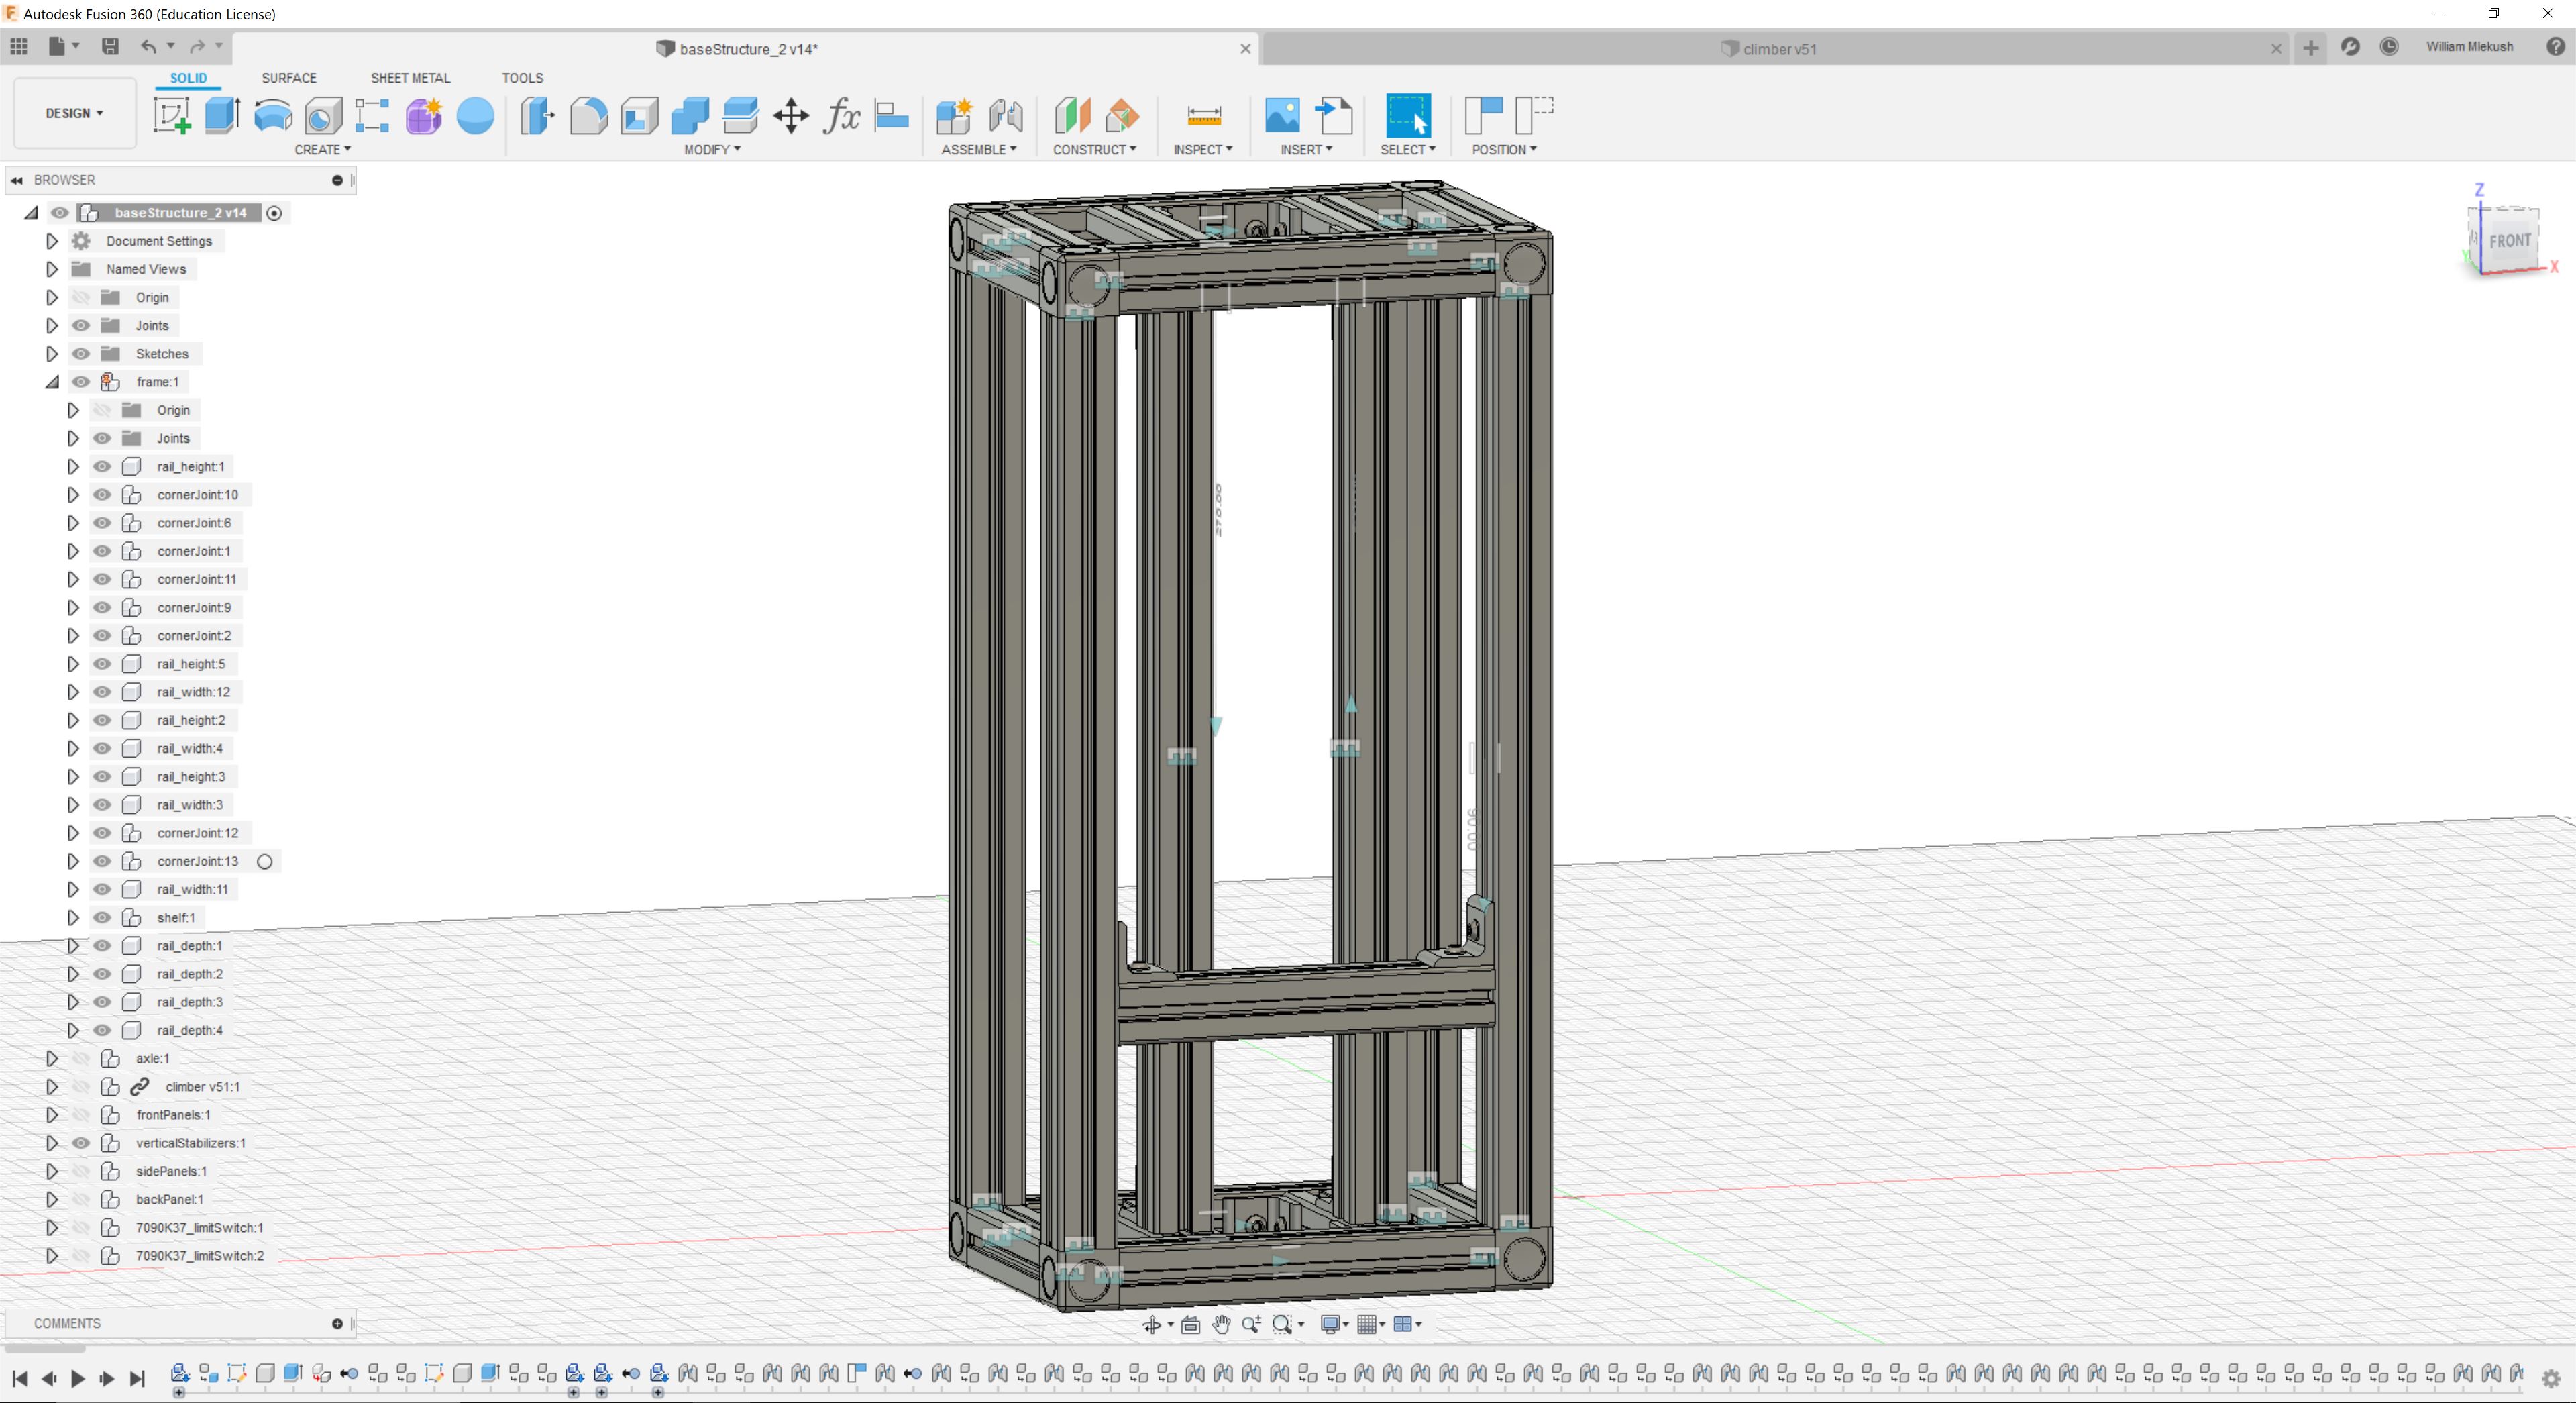 Autodesk Fusion 360 (Education License)
baseStructure_2 v14*
climber v51
William Mlekush
SOLID
SURFACE
SHEET METAL
TOOLS
DESIGN
CREATE
MODIFY
ASSEMBLE
CONSTRUCT
INSPECT
INSERT
SELECT
POSITION
BROWSER
baseStructure_2 v14
Document Settings
Named Views
Origin
Joints
Sketches
frame:1
Origin
Joints
rail_height:1
cornerJoint:10
cornerJoint:6
cornerJoint:1
cornerJoint:11
cornerJoint:9
cornerJoint:2
rail_height:5
rail_width:12
rail_height:2
rail_width:4
rail_height:3
rail_width:3
cornerJoint:12
cornerJoint:13
rail_width:11
shelf:1
rail_depth:1
rail_depth:2
rail_depth:3
rail_depth:4
axle:1
climber v51:1
frontPanels:1
verticalStabilizers:1
sidePanels:1
backPanel:1
7090K37_limitSwitch:1
7090K37_limitSwitch:2
COMMENTS
Z
FRONT
X
270.00
90.00